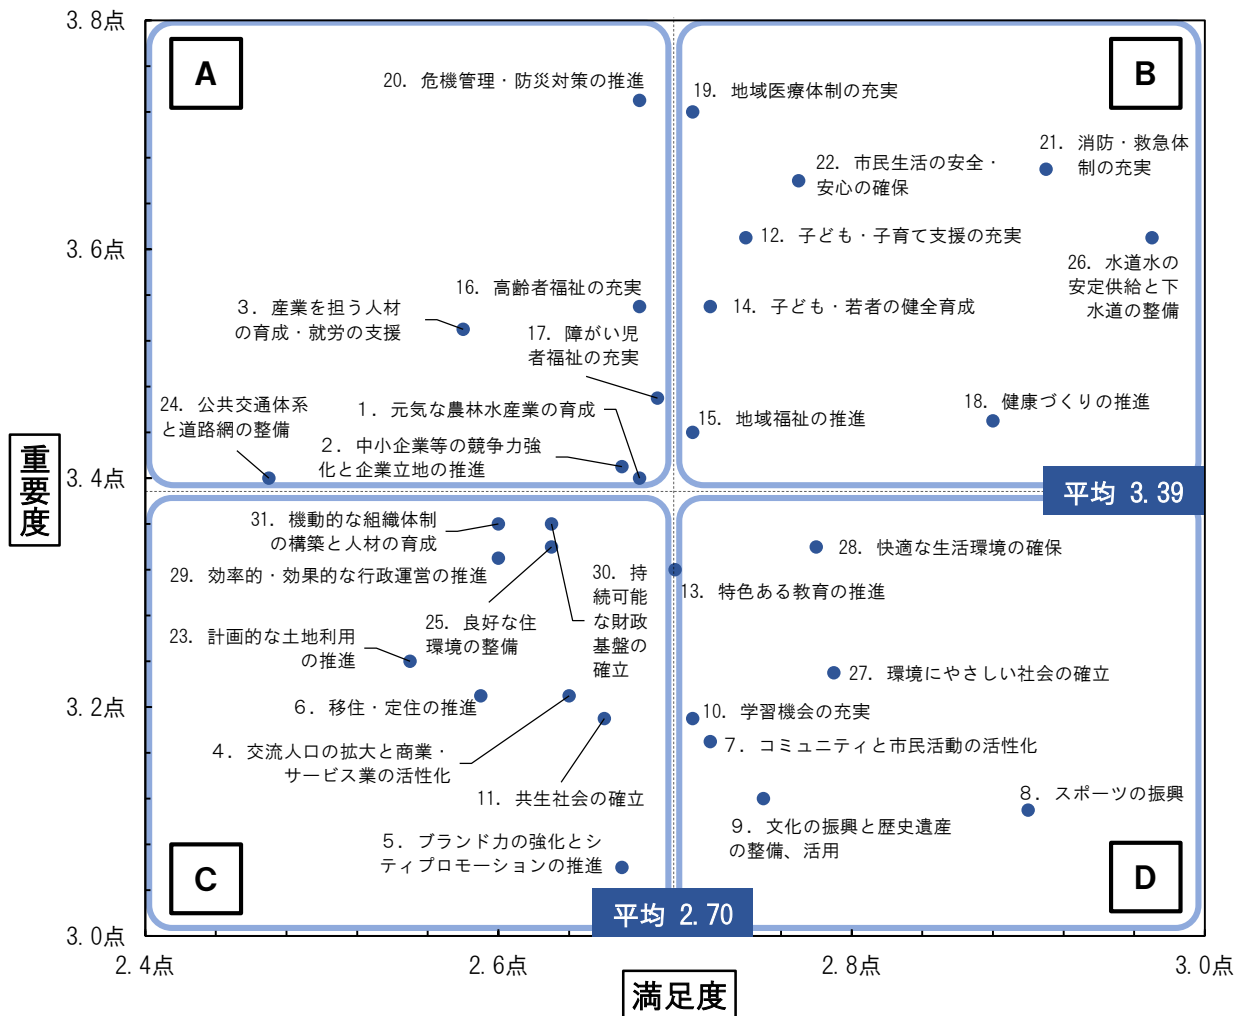 3.8点
A
B
20. 危機管理・防災対策の推進
19. 地域医療体制の充実
21. 消防・救急体
制の充実
22. 市民生活の安全・
安心の確保
12. 子ども・子育て支援の充実
3.6点
26. 水道水の
安定供給と下
水道の整備
16. 高齢者福祉の充実
3. 産業を担う人材
の育成・就労の支援
14. 子ども・若者の健全育成
17. 障がい児
者福祉の充実
24. 公共交通体系
と道路網の整備
1. 元気な農林水産業の育成
18. 健康づくりの推進
15. 地域福祉の推進
2. 中小企業等の競争力強
化と企業立地の推進
重要度
3.4点
平均 3.39
31. 機動的な組織体制
の構築と人材の育成
28. 快適な生活環境の確保
29. 効率的・効果的な行政運営の推進
30. 持
続可能
な財政
基盤の
確立
13. 特色ある教育の推進
25. 良好な住
環境の整備
23. 計画的な土地利用
の推進
27. 環境にやさしい社会の確立
6. 移住・定住の推進
3.2点
10. 学習機会の充実
7. コミュニティと市民活動の活性化
4. 交流人口の拡大と商業・
サービス業の活性化
11. 共生社会の確立
8. スポーツの振興
9. 文化の振興と歴史遺産
の整備、活用
5. ブランド力の強化とシ
ティプロモーションの推進
C
D
平均 2.70
3.0点
2.4点
2.6点
2.8点
3.0点
満足度